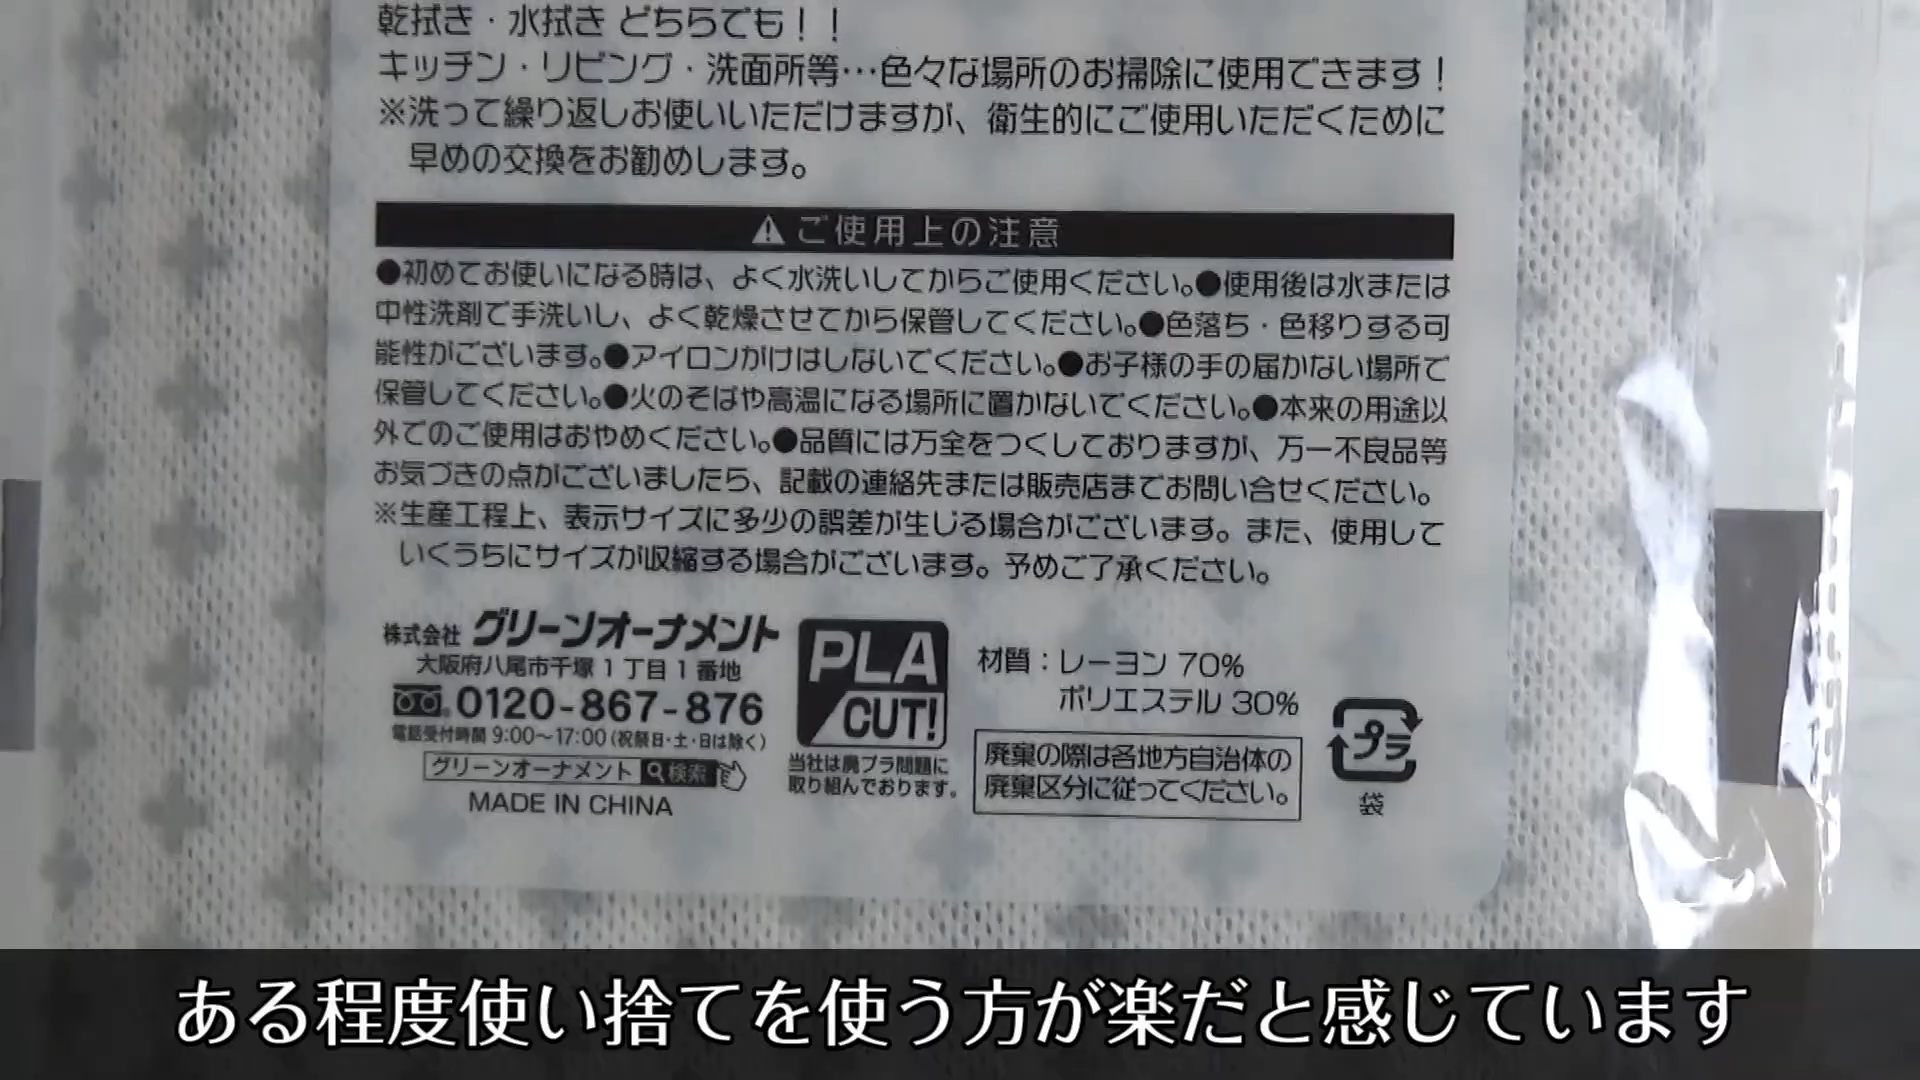 乾拭き・水拭き どちらでも！！
キッチン・リビング・洗面所等…色々な場所のお掃除に使用できます！
※洗って繰り返しお使いいただけますが、衛生的にご使用いただくために
早めの交換をお勧めします。
⚠ご使用上の注意
●初めてお使いになる時は、よく水洗いしてからご使用ください。●使用後は水または
中性洗剤で手洗いし、よく乾燥させてから保管してください。●色落ち・色移りする可
能性がございます。●アイロンがけはしないでください。●お子様の手の届かない場所で
保管してください。●火のそばや高温になる場所に置かないでください。●本来の用途以
外でのご使用はおやめください。●品質には万全をつくしておりますが、万一不良品等
お気づきの点がございましたら、記載の連絡先または販売店までお問い合せください。
※生産工程上、表示サイズに多少の誤差が生じる場合がございます。また、使用して
いくうちにサイズが収縮する場合がございます。予めご了承ください。
株式会社 グリーンオーナメント
大阪府八尾市千塚1丁目1番地
0120-867-876
電話受付時間 9:00〜17:00(祝祭日・土・日は除く)
グリーンオーナメント 検索
MADE IN CHINA
PLA
CUT!
当社は廃プラ問題に
取り組んでおります。
材質：レーヨン 70%
ポリエステル 30%
廃棄の際は各地方自治体の
廃棄区分に従ってください。
プラ
袋
ある程度使い捨てを使う方が楽だと感じています